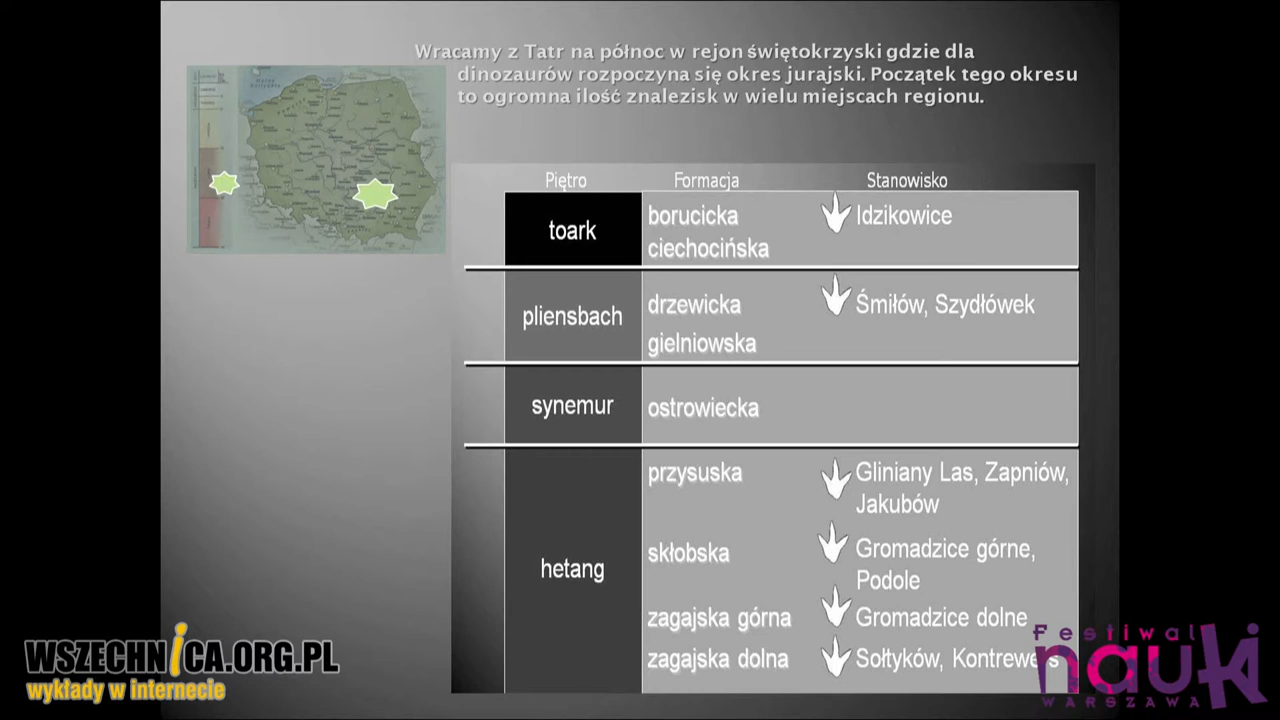 Wracamy z Tatr na północ w rejon świętokrzyski gdzie dla
dinozaurów rozpoczyna się okres jurajski. Początek tego okresu
to ogromna ilość znalezisk w wielu miejscach regionu.
Piętro Formacja Stanowisko
toark
borucicka
ciechocińska
Idzikowice
pliensbach
drzewicka
gielniowska
Śmiłów, Szydłówek
synemur
ostrowiecka
hetang
przysuska
Gliniany Las, Zapniów,
Jakubów
skłobska
Gromadzice górne,
Podole
zagajska górna
Gromadzice dolne
zagajska dolna
Sołtyków,
WSZECHNiCA.ORG.PL
wykłady w internecie
Festiwal
nauki
WARSZAWA